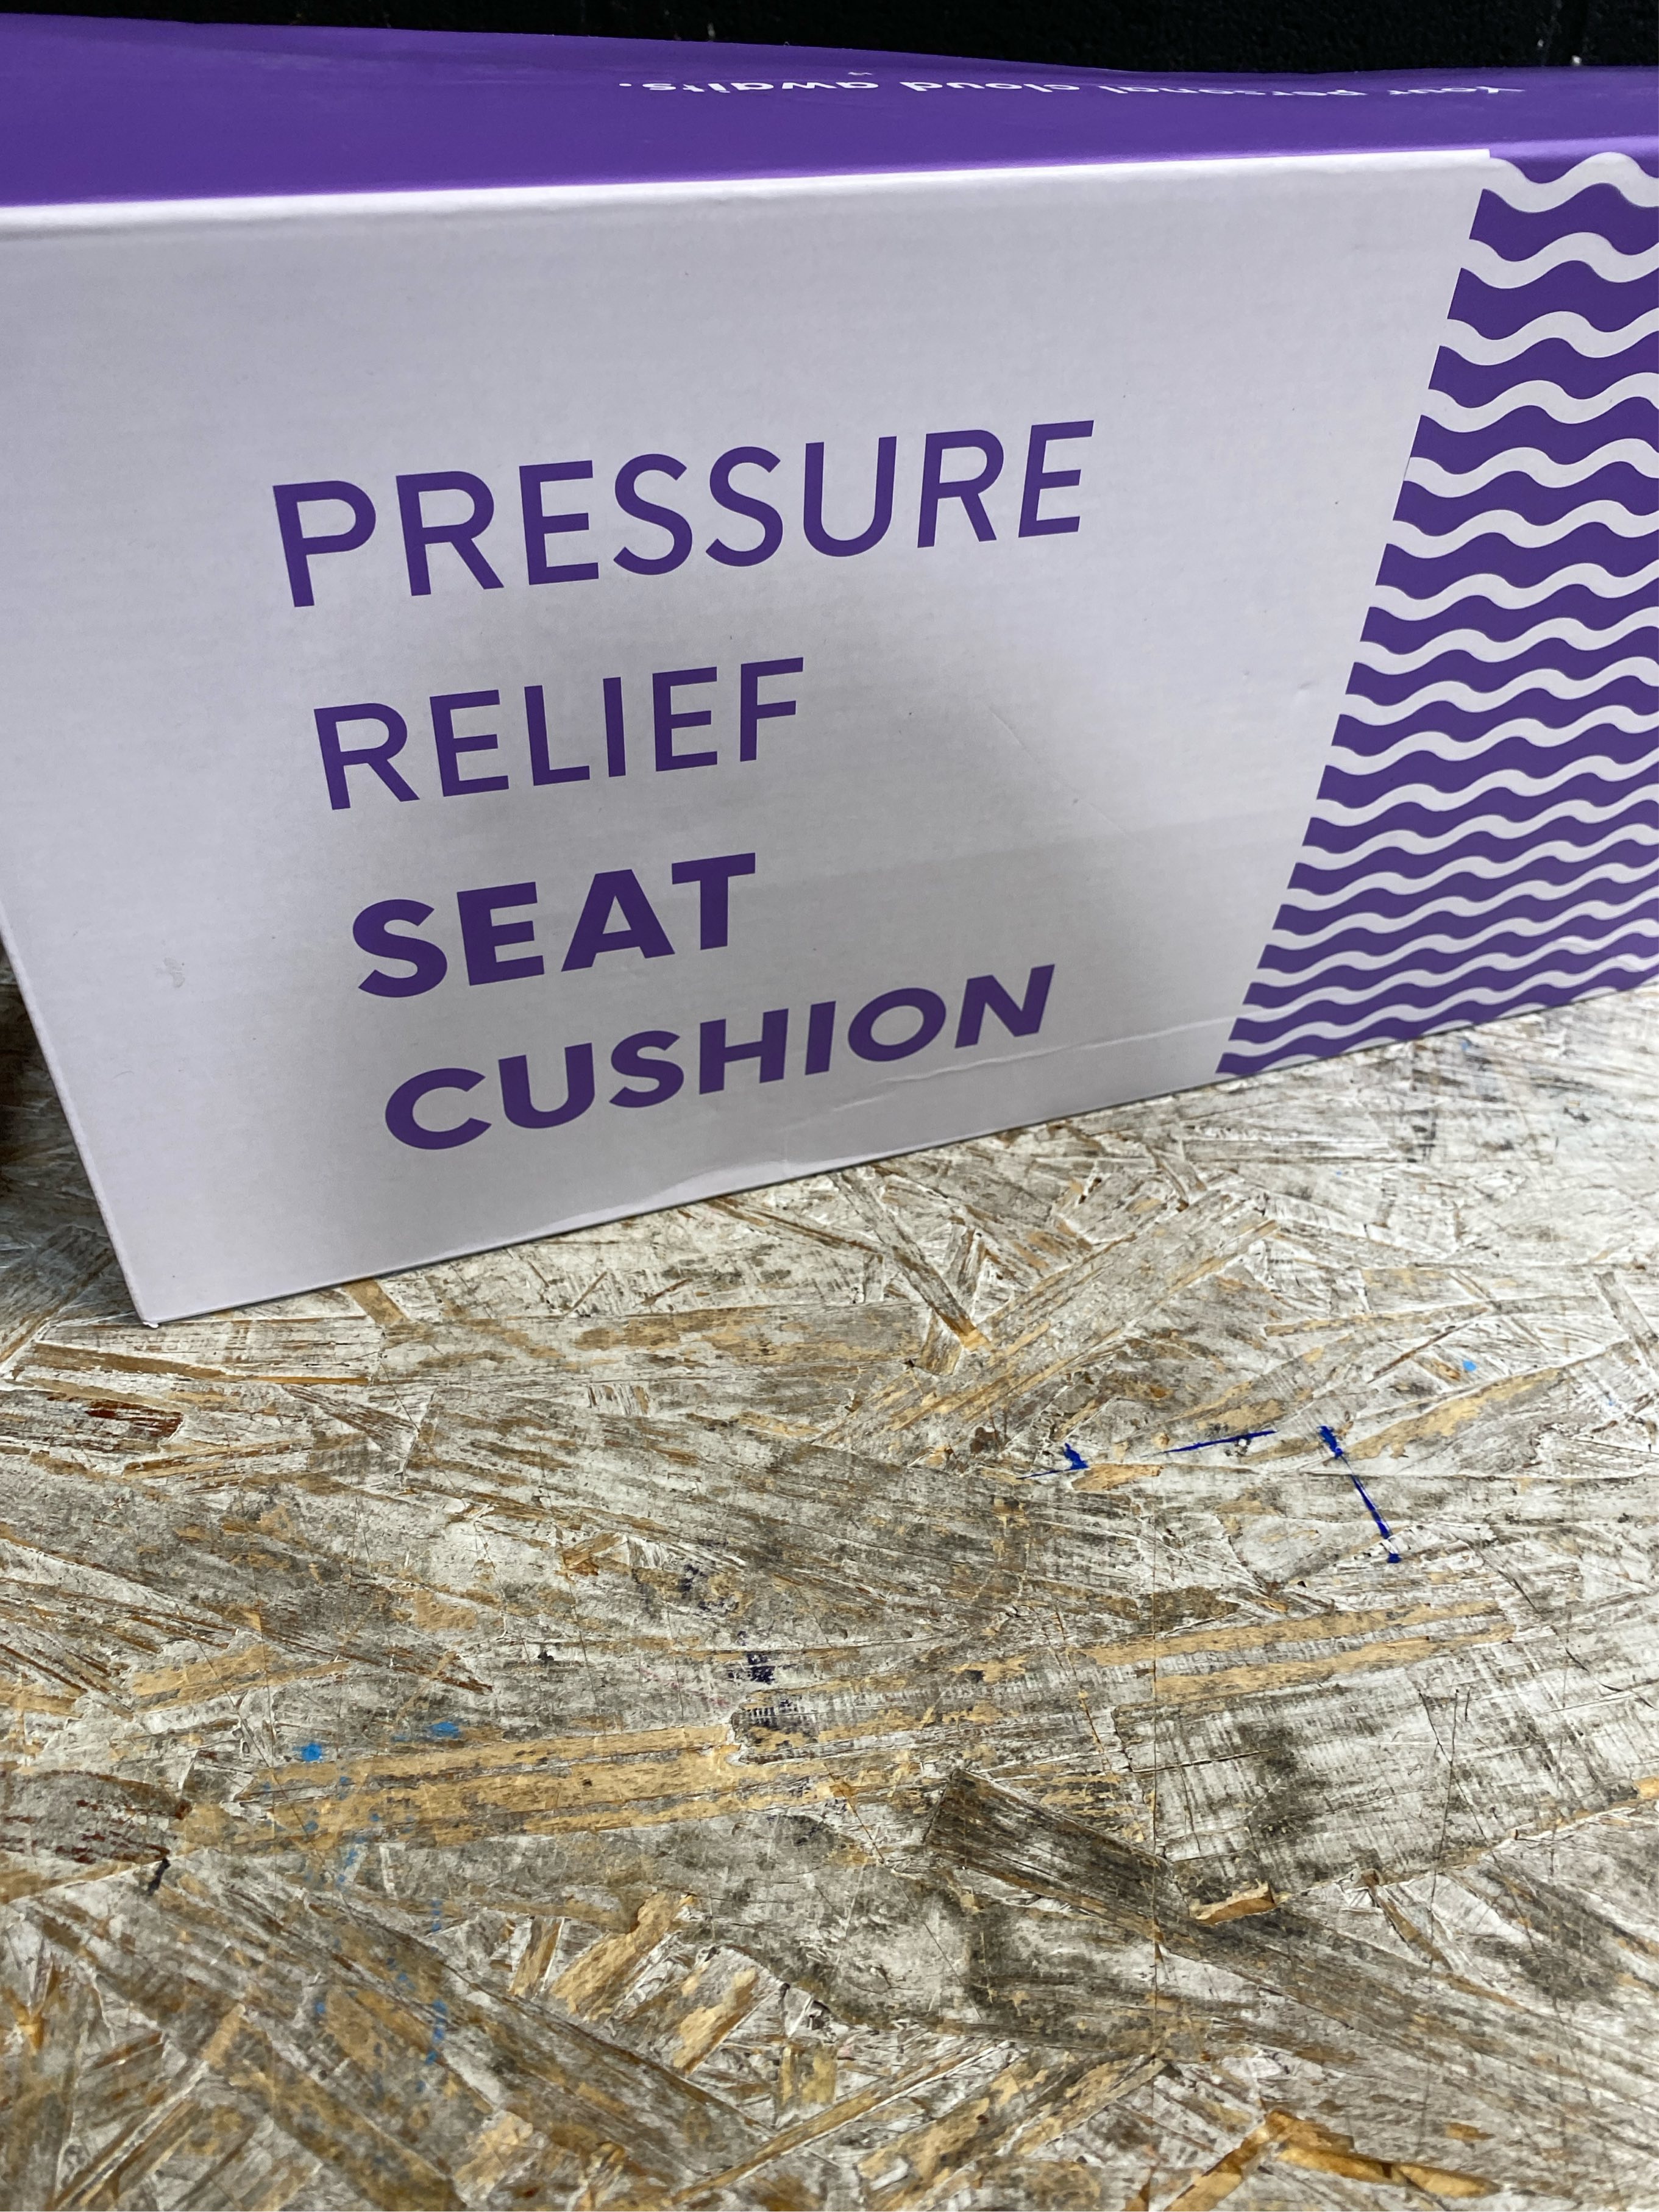 Your personal cloud awaits.
PRESSURE
RELIEF
SEAT
CUSHION